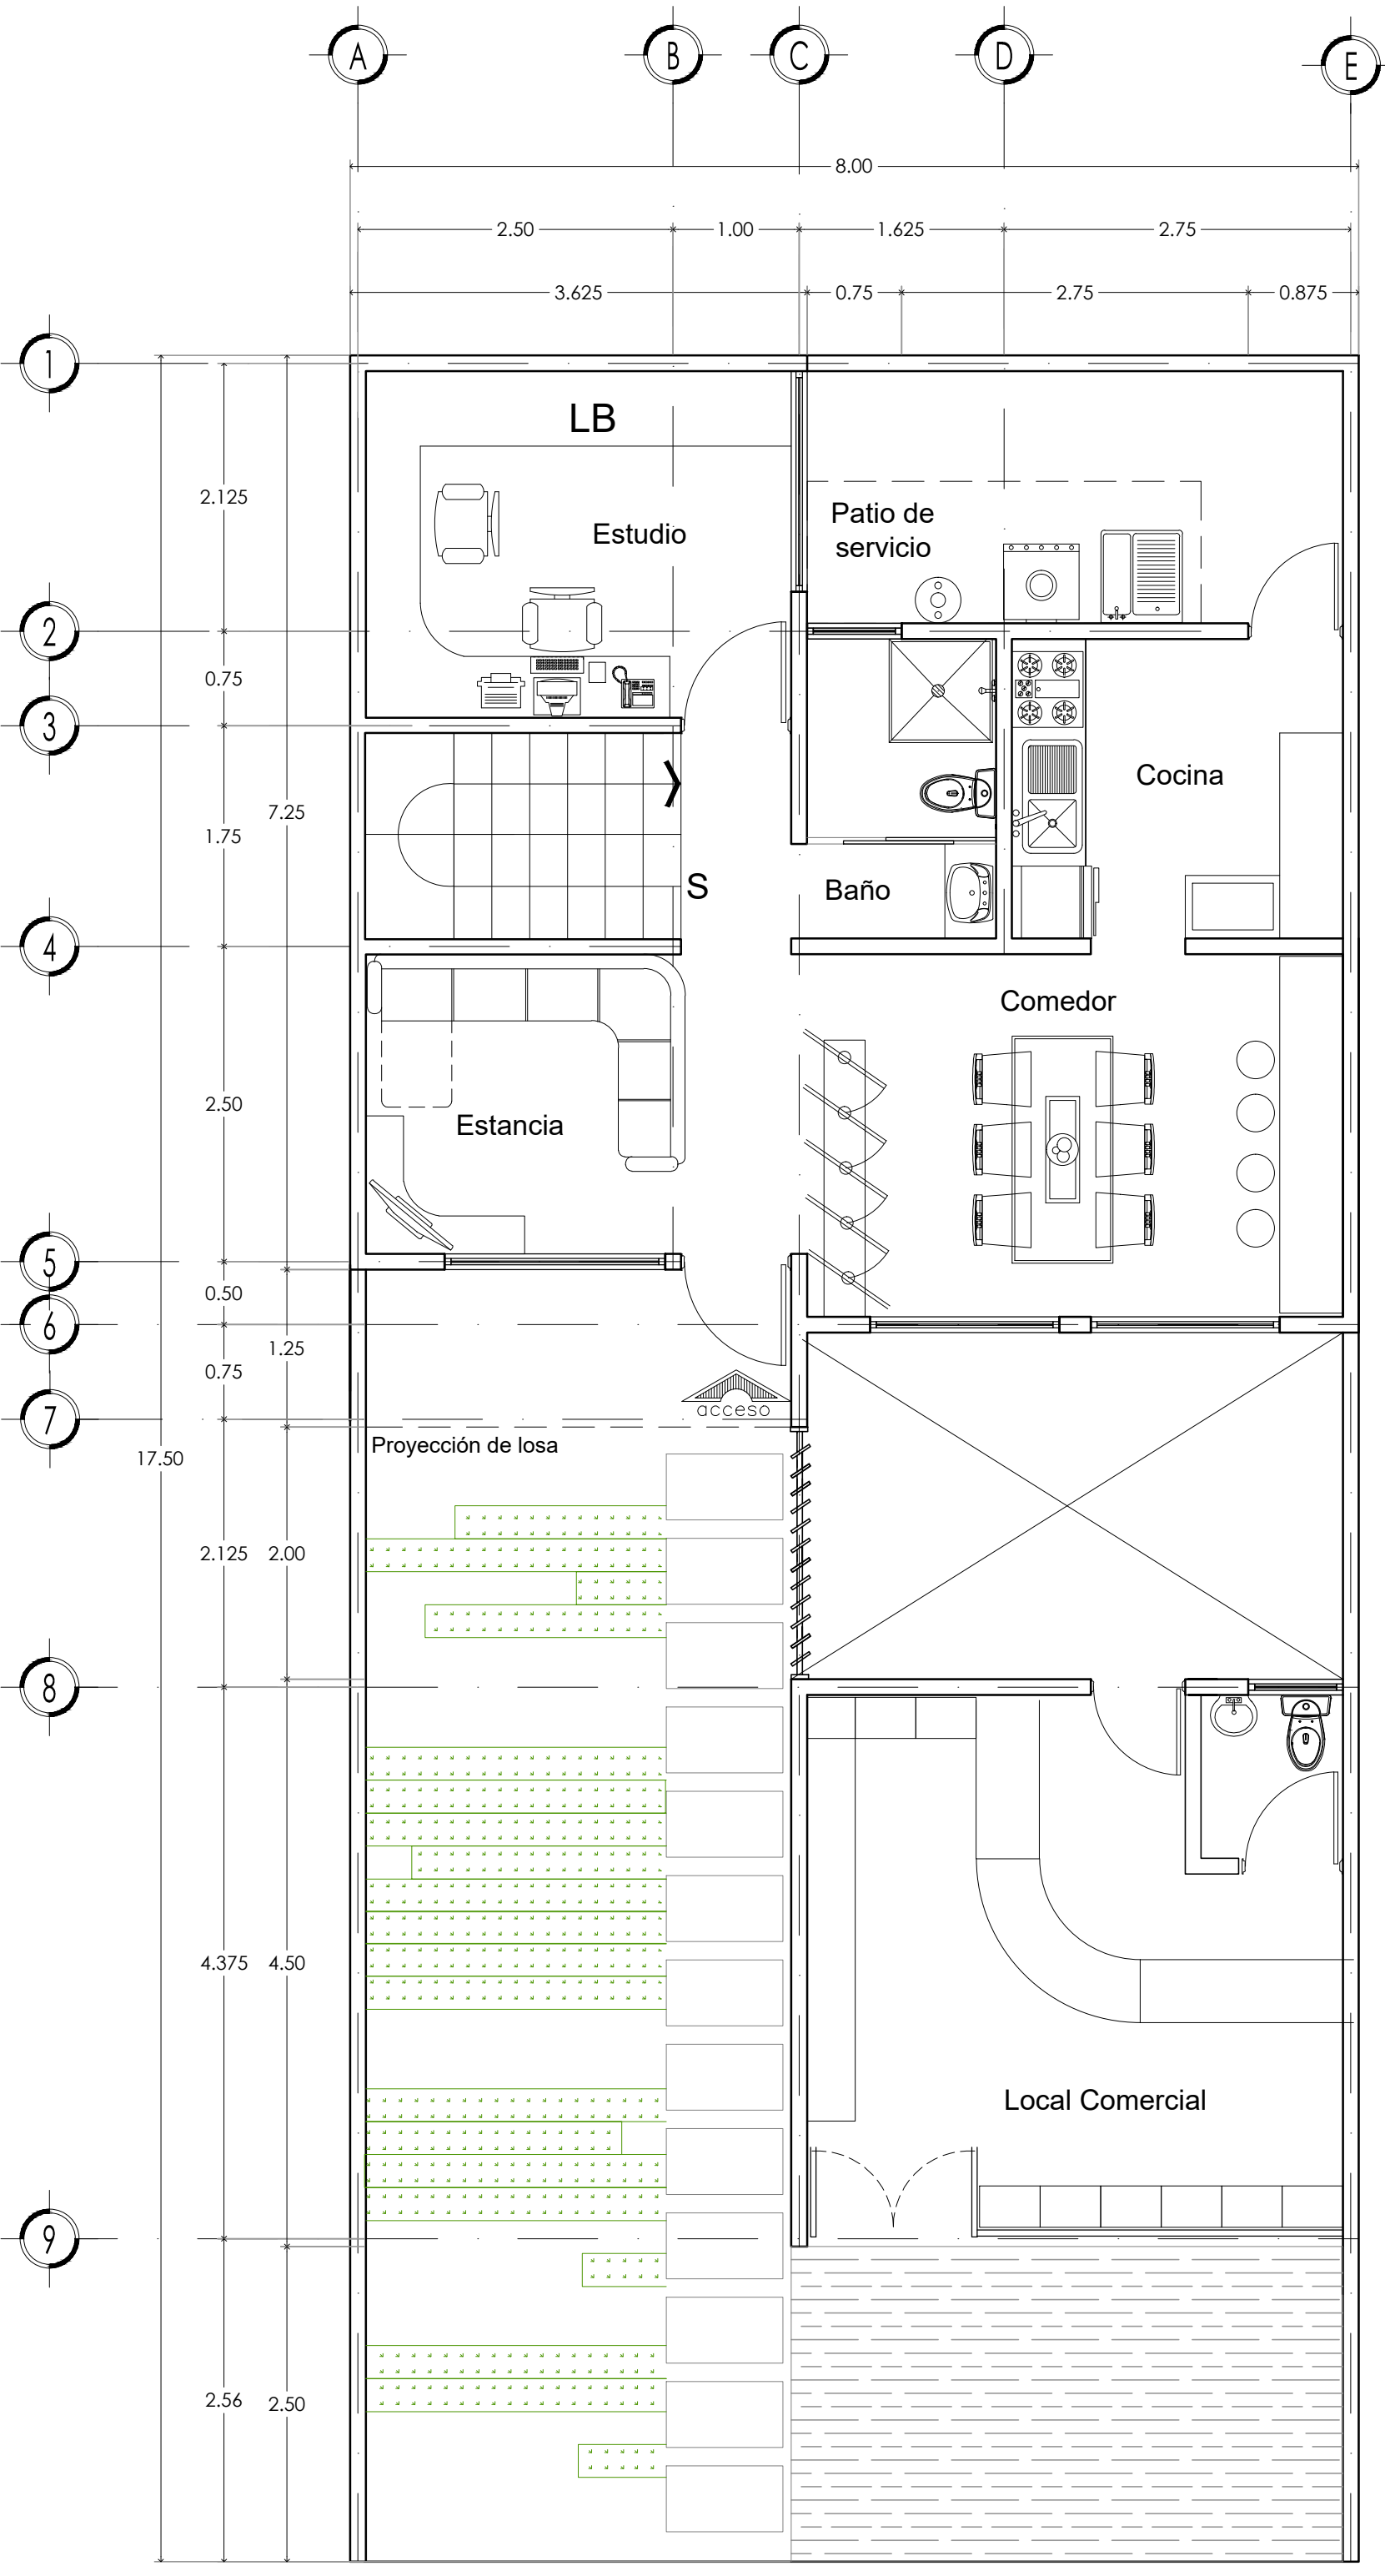 A B C D E
8.00
2.50 1.00 1.625 2.75
3.625 0.75 2.75 0.875
1
LB
2.125
Patio de
servicio
Estudio
2
0.75
3
Cocina
7.25
1.75
S
Baño
4
Comedor
2.50
Estancia
5
0.50
6
1.25
0.75
acceso
7
Proyección de losa
17.50
2.125 2.00
8
4.375 4.50
Local Comercial
9
2.56 2.50